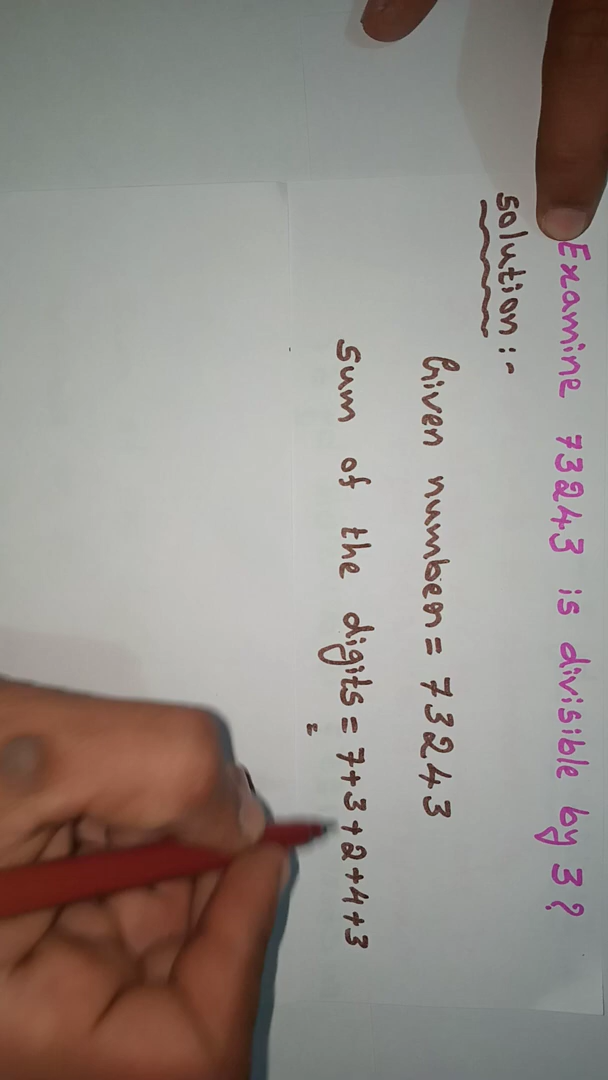 Examine 73243 is divisible by 3?
Solution :-
Given number = 73243
Sum of the digits = 7+3+2+4+3
=